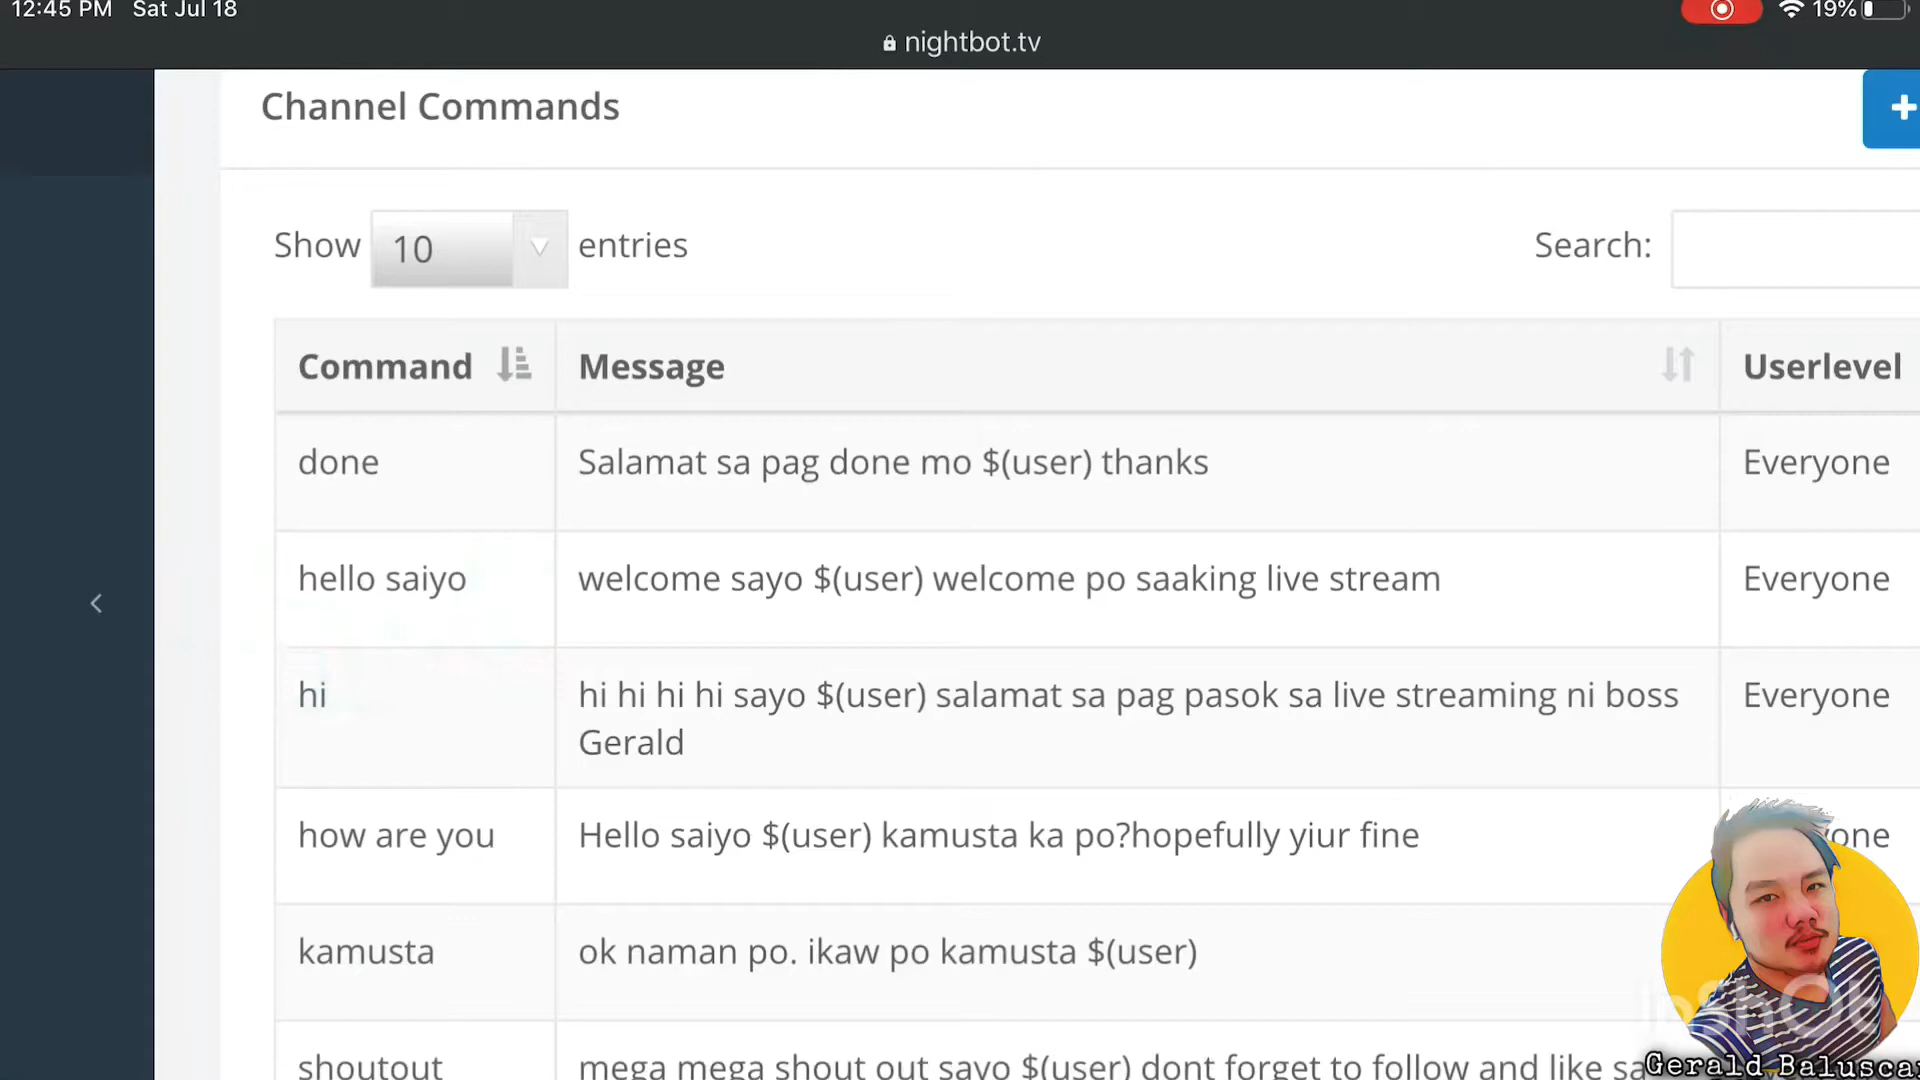 12:45 PM Sat Jul 18
19%
nightbot.tv
Channel Commands
+
Show 10 entries
Search:
Command Message Userlevel
done Salamat sa pag done mo $(user) thanks Everyone
hello saiyo welcome sayo $(user) welcome po saaking live stream Everyone
hi hi hi hi hi sayo $(user) salamat sa pag pasok sa live streaming ni boss Everyone
Gerald
how are you Hello saiyo $(user) kamusta ka po?hopefully yiur fine
kamusta ok naman po. ikaw po kamusta $(user)
shoutout mega mega shout out sayo $(user) dont forget to follow and like sa
Gerald Balusca